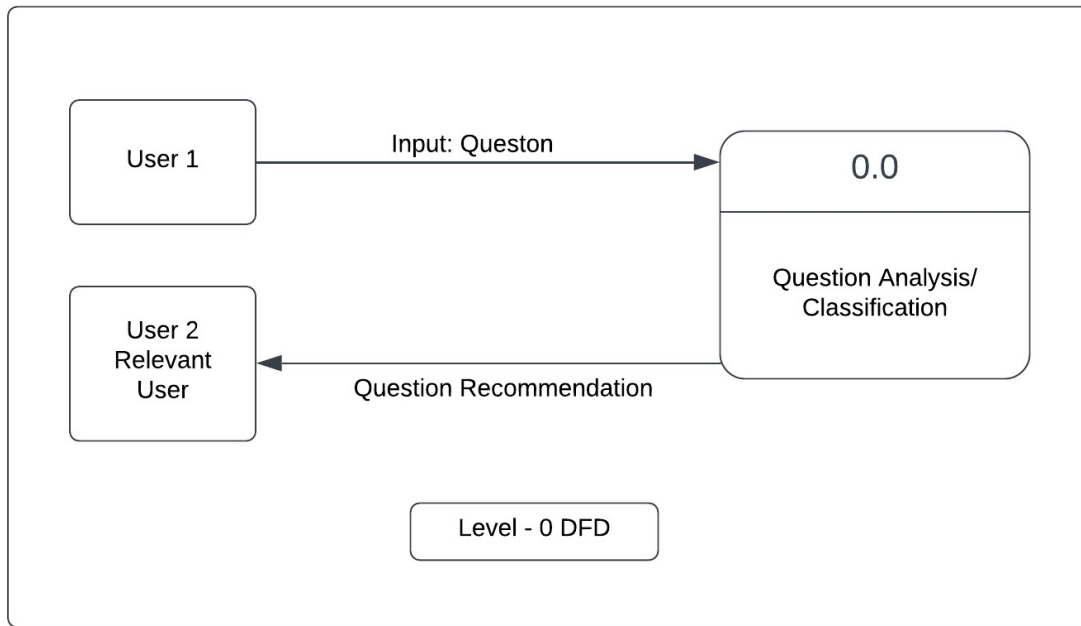 User 1
Input: Queston
0.0
Question Analysis/
Classification
User 2
Relevant
User
Question Recommendation
Level - 0 DFD